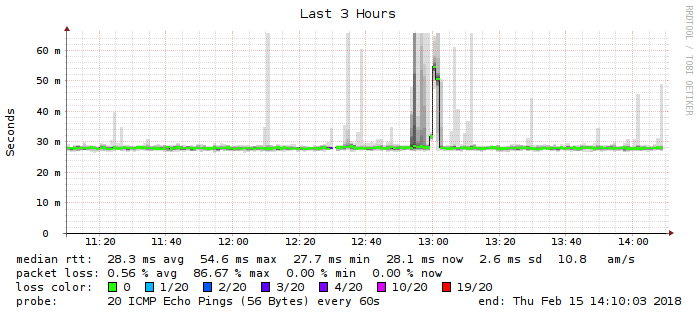 Last 3 Hours
RRDTOOL / TOBI OETIKER
Seconds
60 m
50 m
40 m
30 m
20 m
10 m
0
11:20 11:40 12:00 12:20 12:40 13:00 13:20 13:40 14:00
median rtt: 28.3 ms avg 54.6 ms max 27.7 ms min 28.1 ms now 2.6 ms sd 10.8 am/s
packet loss: 0.56 % avg 86.67 % max 0.00 % min 0.00 % now
loss color: 0 1/20 2/20 3/20 4/20 10/20 19/20
probe: 20 ICMP Echo Pings (56 Bytes) every 60s end: Thu Feb 15 14:10:03 2018